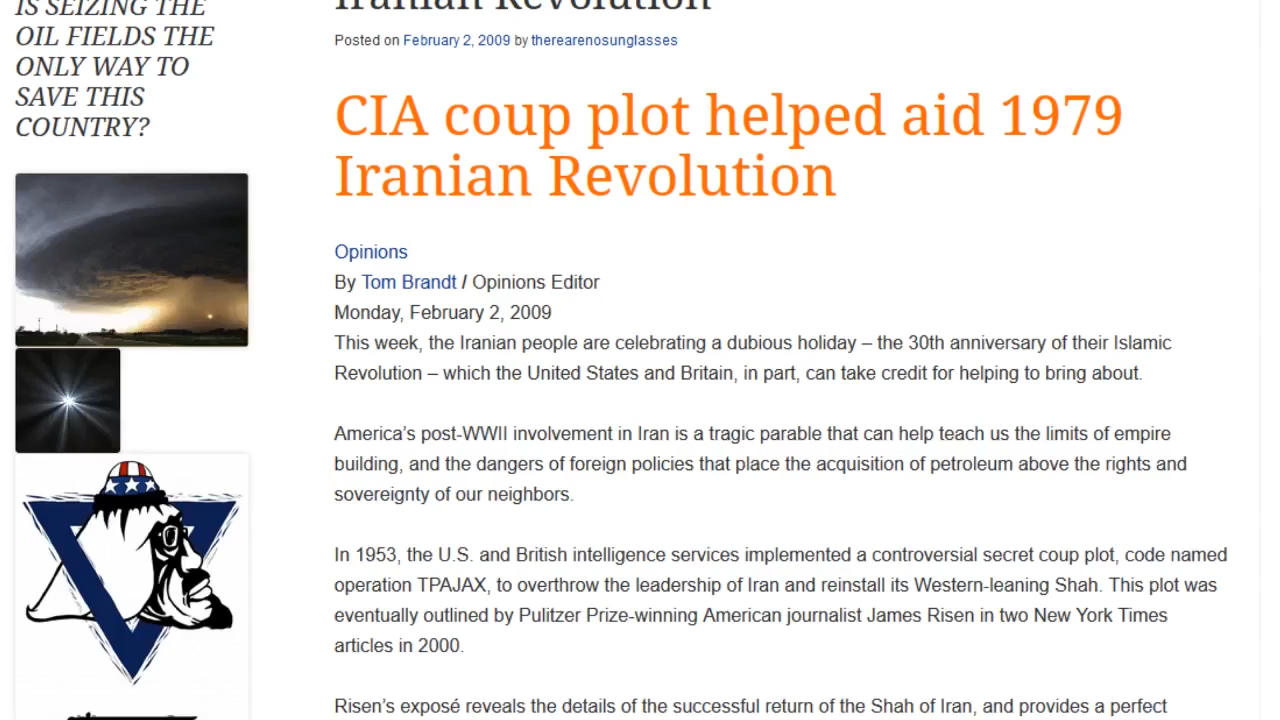 IS SEIZING THE
OIL FIELDS THE
ONLY WAY TO
SAVE THIS
COUNTRY?
Iranian Revolution
Posted on February 2, 2009 by therearenosunglasses
CIA coup plot helped aid 1979
Iranian Revolution
Opinions
By Tom Brandt / Opinions Editor
Monday, February 2, 2009
This week, the Iranian people are celebrating a dubious holiday – the 30th anniversary of their Islamic
Revolution – which the United States and Britain, in part, can take credit for helping to bring about.
America’s post-WWII involvement in Iran is a tragic parable that can help teach us the limits of empire
building, and the dangers of foreign policies that place the acquisition of petroleum above the rights and
sovereignty of our neighbors.
In 1953, the U.S. and British intelligence services implemented a controversial secret coup plot, code named
operation TPAJAX, to overthrow the leadership of Iran and reinstall its Western-leaning Shah. This plot was
eventually outlined by Pulitzer Prize-winning American journalist James Risen in two New York Times
articles in 2000.
Risen’s exposé reveals the details of the successful return of the Shah of Iran, and provides a perfect